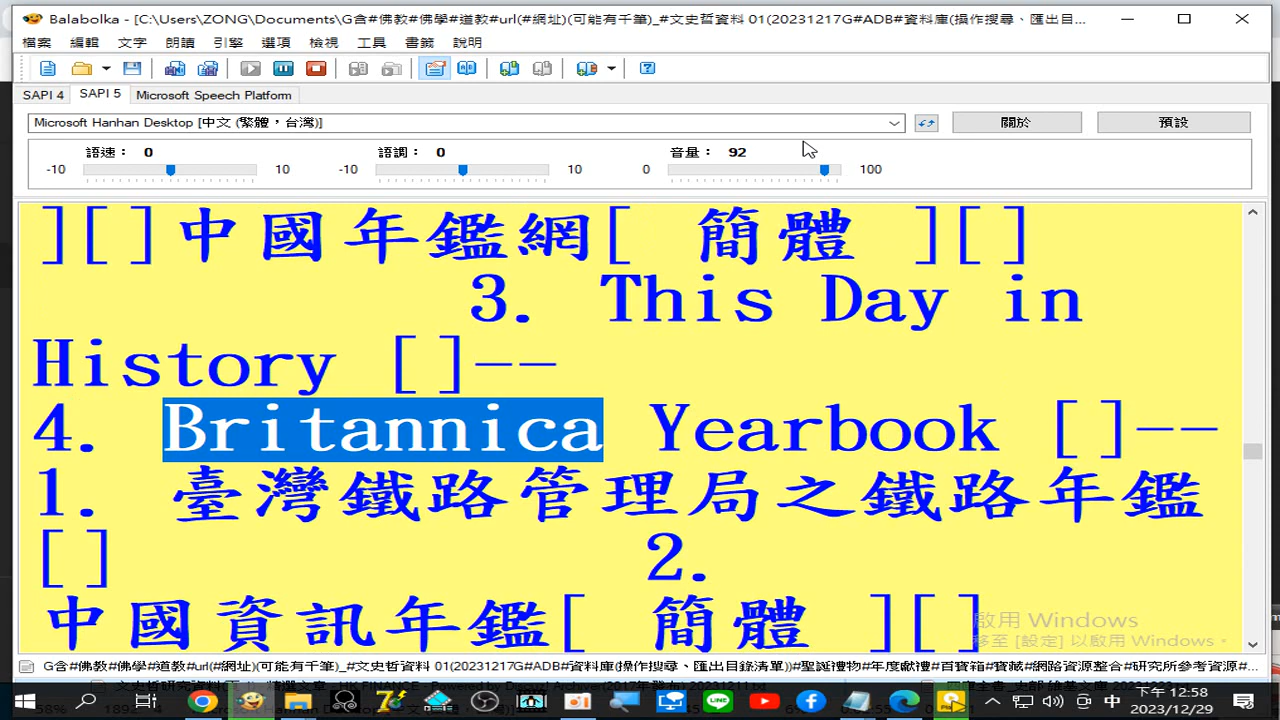 Balabolka - [C:\Users\ZONG\Documents\G含#佛教#佛學#道教#url(#網址)(可能有千筆)_#文史哲資料 01(20231217G#ADB#資料庫(操作搜尋、匯出目...
檔案 編輯 文字 朗讀 引擎 選項 檢視 工具 書籤 說明
SAPI 4 SAPI 5 Microsoft Speech Platform
Microsoft Hanhan Desktop [中文 (繁體，台灣)] 關於 預設
語速： 0 語調： 0 音量： 92
-10 10 -10 10 0 100
][]中國年鑑網[ 簡體 ][]
3. This Day in
History []--
4. Britannica Yearbook []--
1. 臺灣鐵路管理局之鐵路年鑑
[] 2.
中國資訊年鑑[ 簡體 ][]
啟用 Windows
移至 [設定] 以啟用 Windows。
G含#佛教#佛學#道教#url(#網址)(可能有千筆)_#文史哲資料 01(20231217G#ADB#資料庫(操作搜尋、匯出目錄清單))#聖誕禮物#年度獻禮#百寶箱#寶藏#網路資源整合#研究所參考資源#...
中 下午 12:58
2023/12/29